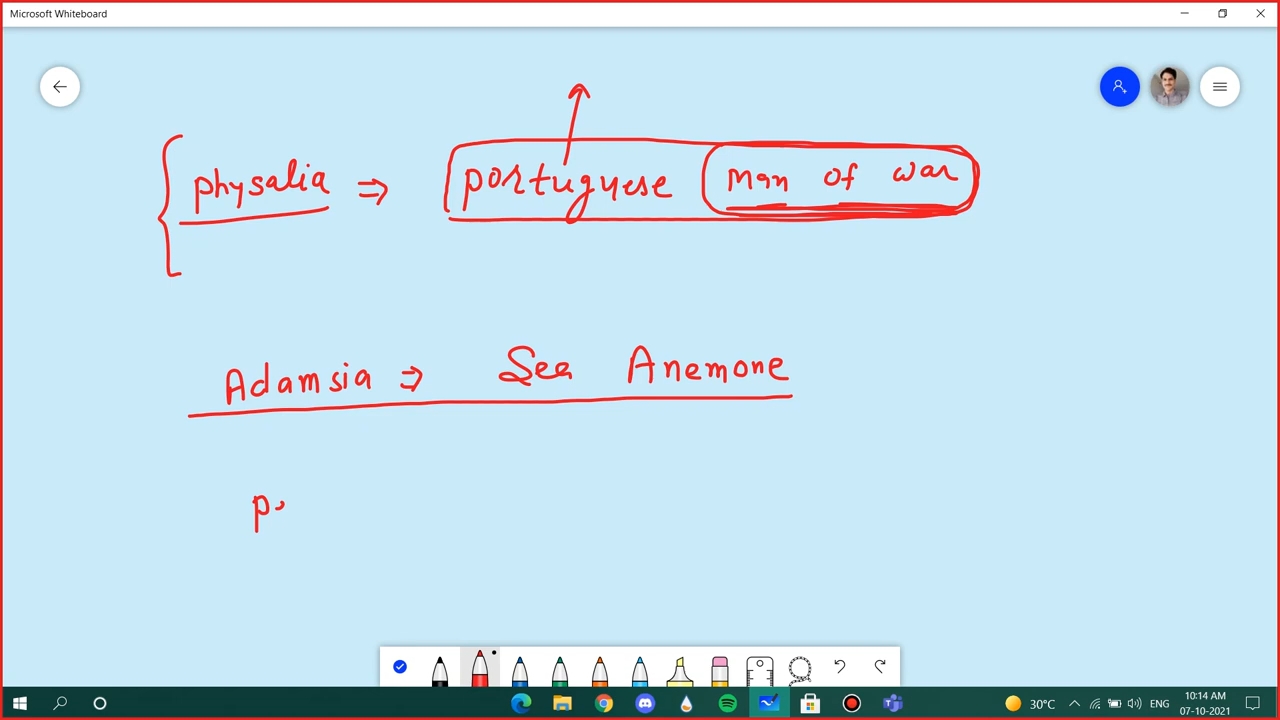 Microsoft Whiteboard
physalia ⇒ portuguese man of war
Adamsia ⇒ Sea Anemone
p
30°C
ENG
10:14 AM
07-10-2021